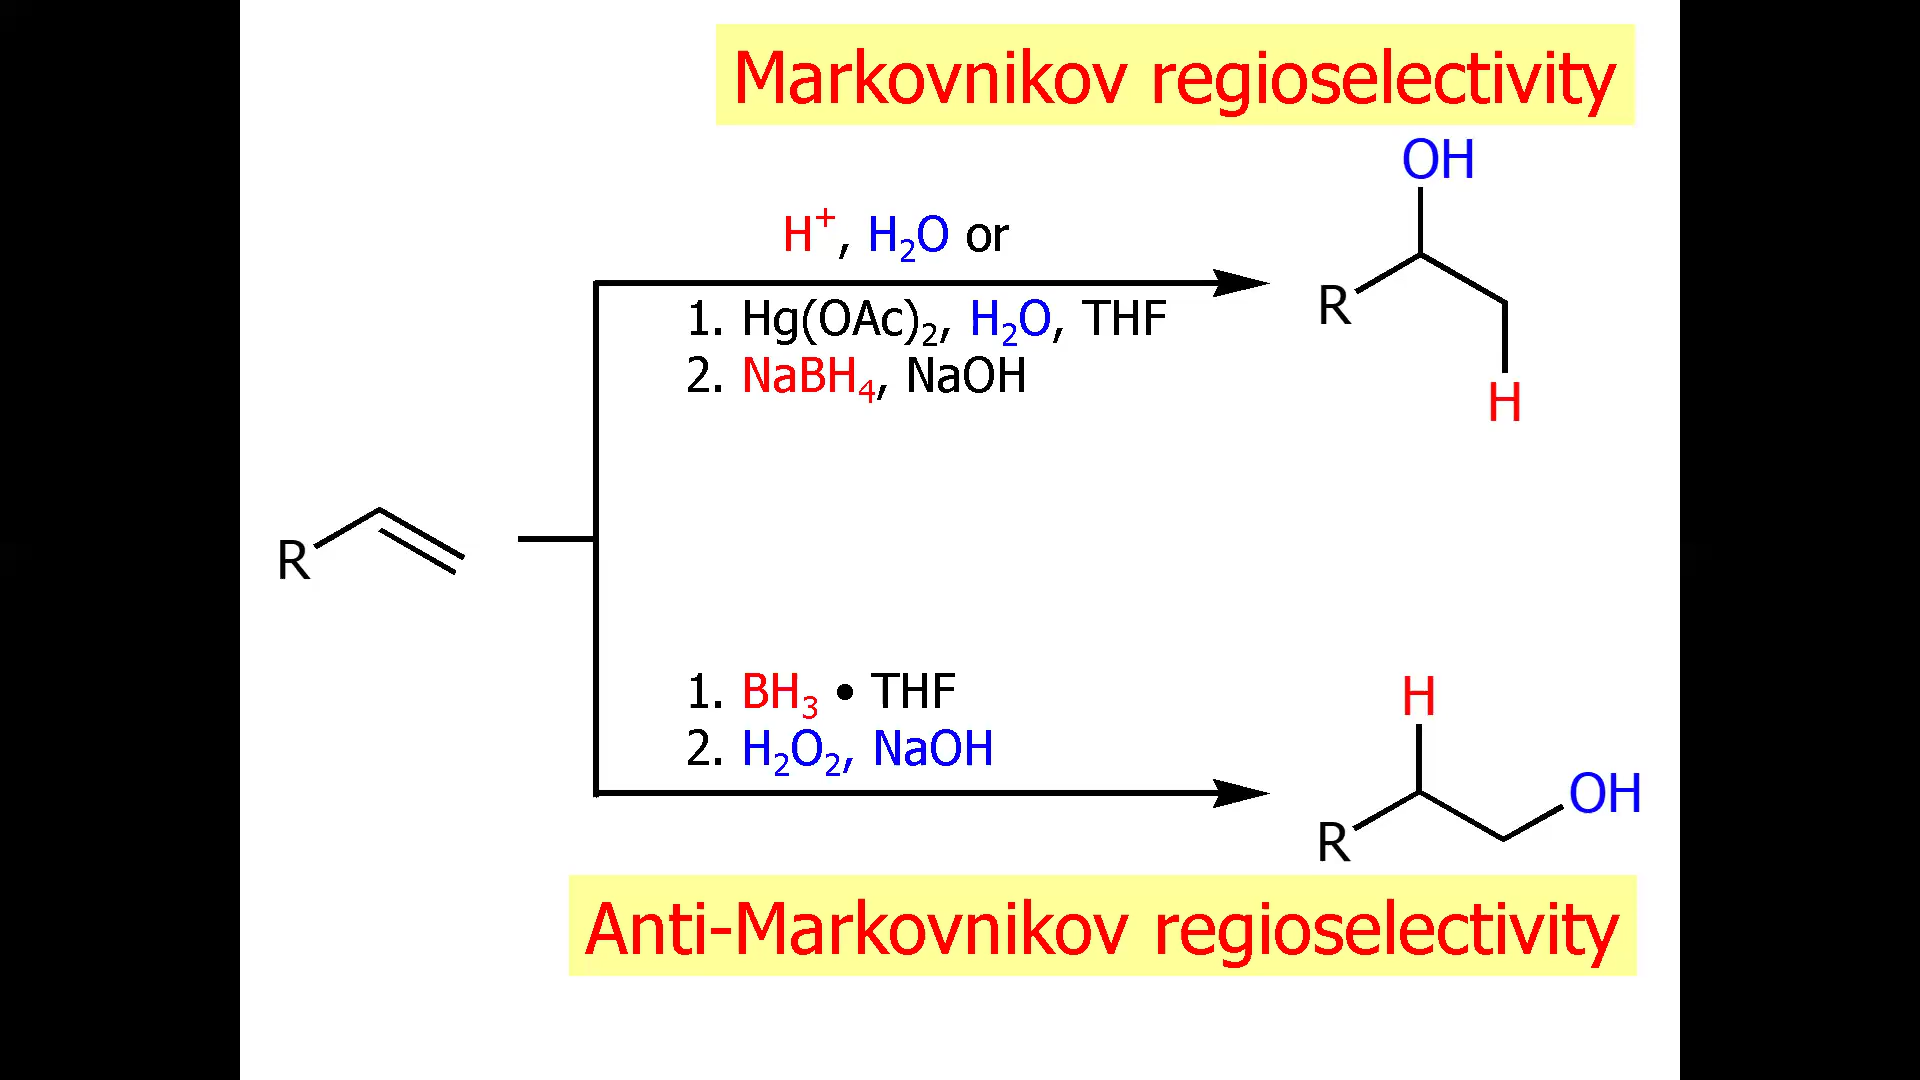 Markovnikov regioselectivity
OH
H⁺, H₂O or
1. Hg(OAc)₂, H₂O, THF
2. NaBH₄, NaOH
R
H
R
1. BH₃ • THF
2. H₂O₂, NaOH
H
OH
R
Anti-Markovnikov regioselectivity